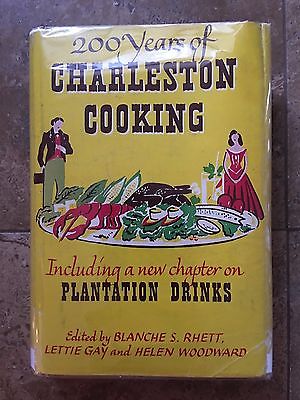 200 Years of
CHARLESTON
COOKING
Including a new chapter on
PLANTATION DRINKS
Edited by BLANCHE S. RHETT,
LETTIE GAY and HELEN WOODWARD